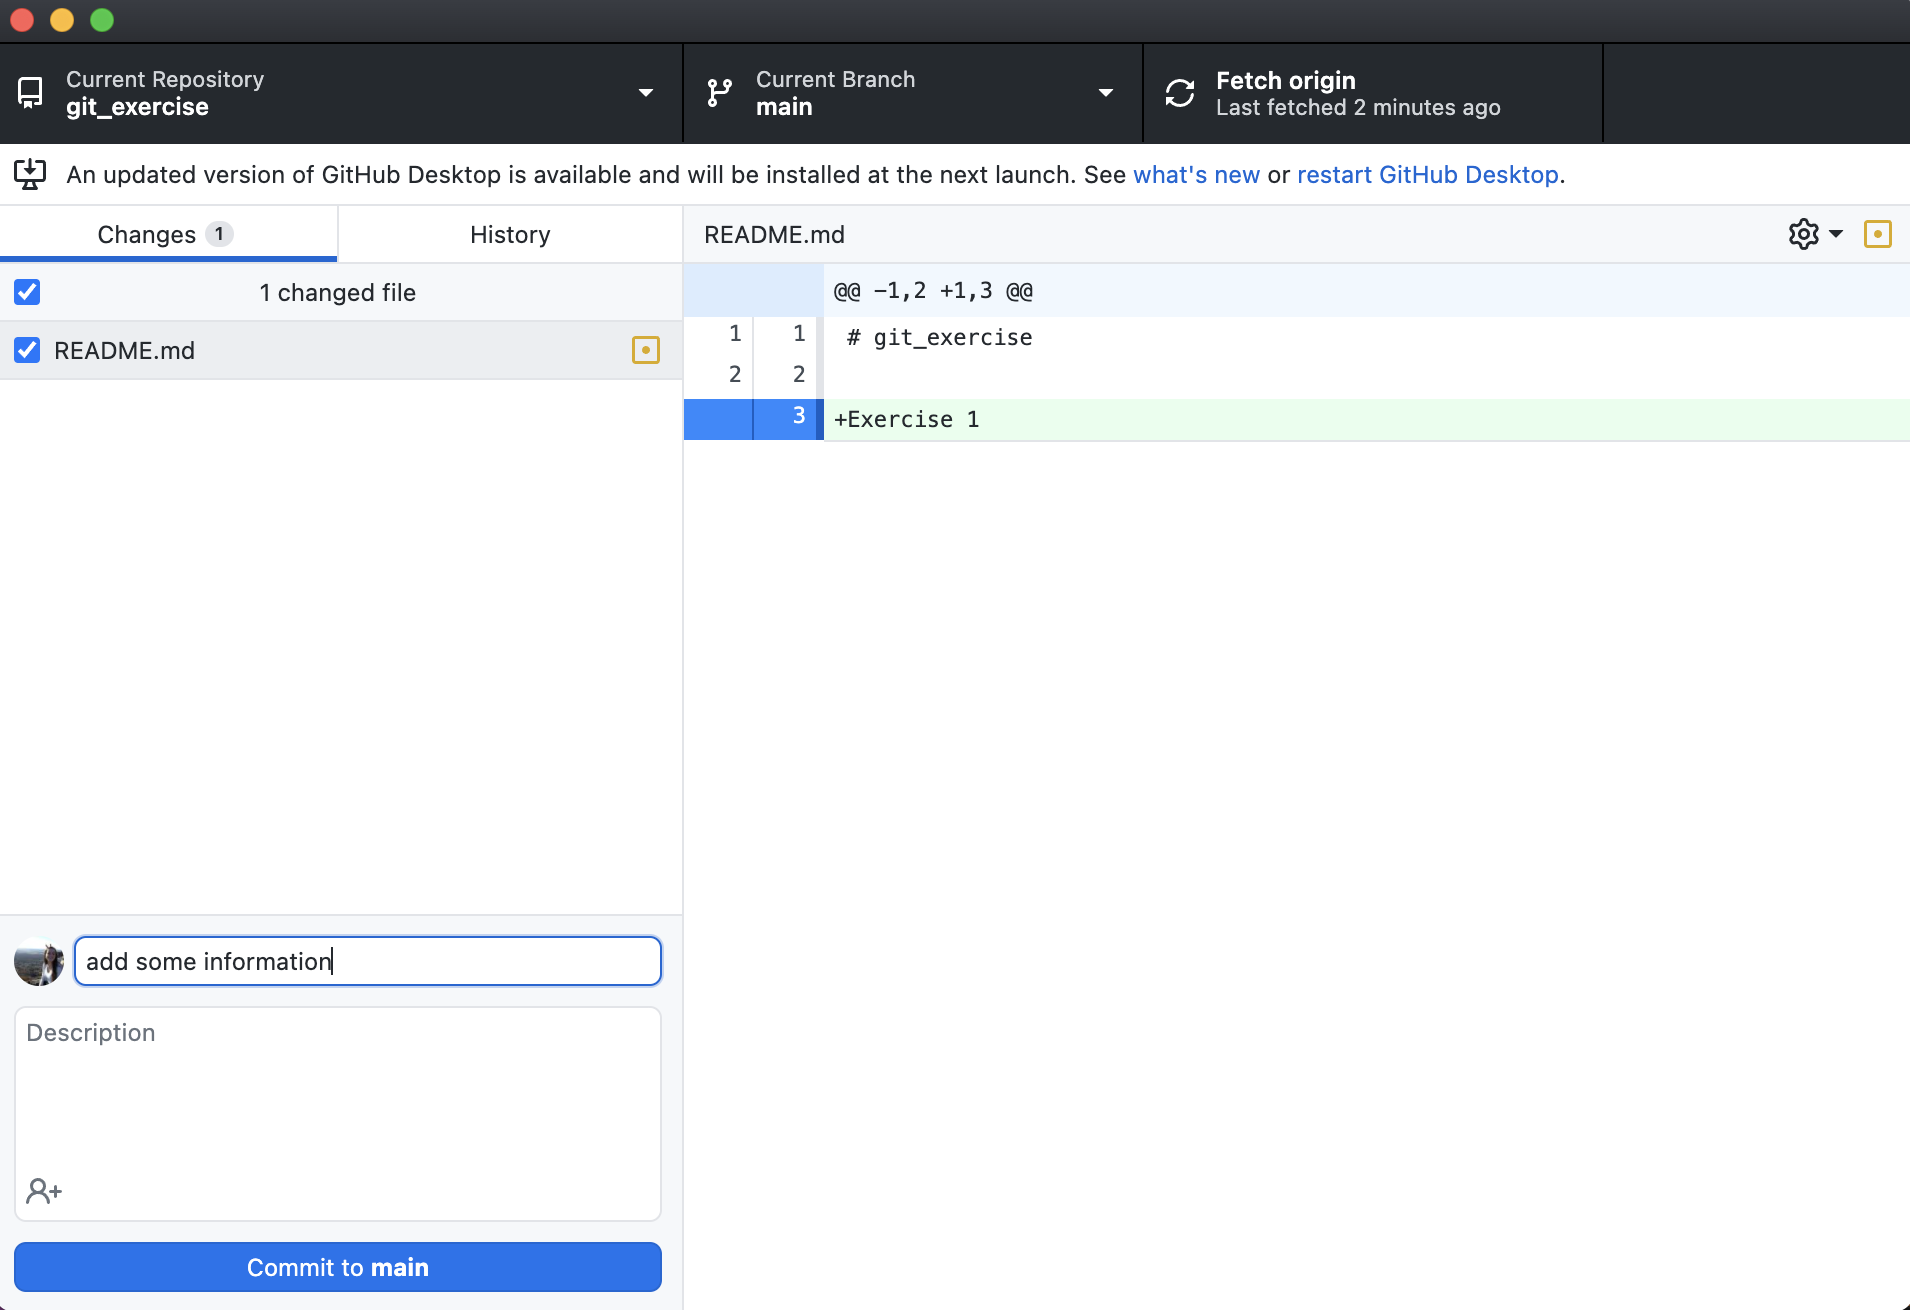 Current Repository
git_exercise
Current Branch
main
Fetch origin
Last fetched 2 minutes ago
An updated version of GitHub Desktop is available and will be installed at the next launch. See what's new or restart GitHub Desktop.
Changes 1
History
README.md
1 changed file
README.md
@@ -1,2 +1,3 @@
1 1 # git_exercise
2 2
3 +Exercise 1
add some information
Description
Commit to main